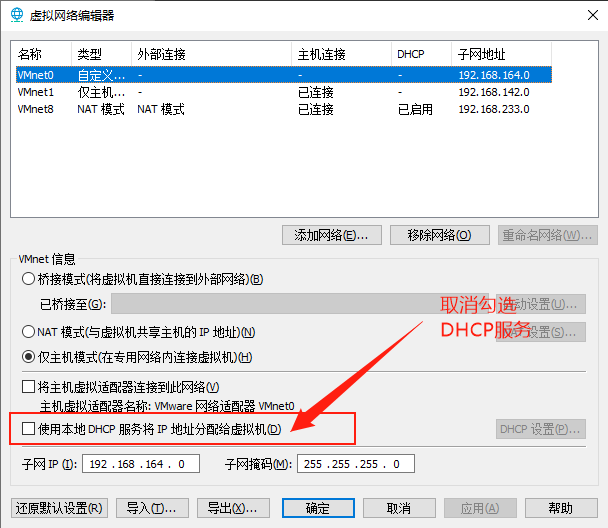 虚拟网络编辑器
名称 类型 外部连接 主机连接 DHCP 子网地址
VMnet0 自定义... - - - 192.168.164.0
VMnet1 仅主机... - 已连接 - 192.168.142.0
VMnet8 NAT 模式 NAT 模式 已连接 已启用 192.168.233.0
添加网络(E)... 移除网络(O) 重命名网络(W)...
VMnet 信息
桥接模式(将虚拟机直接连接到外部网络)(B)
已桥接至(G): 动设置(U)...
取消勾选
DHCP服务
NAT 模式(与虚拟机共享主机的 IP 地址)(N) 设置(S)...
仅主机模式(在专用网络内连接虚拟机)(H)
将主机虚拟适配器连接到此网络(V)
主机虚拟适配器名称: VMware 网络适配器 VMnet0
使用本地 DHCP 服务将 IP 地址分配给虚拟机(D) DHCP 设置(P)...
子网 IP (I): 192 . 168 . 164 . 0 子网掩码(M): 255 . 255 . 255 . 0
还原默认设置(R) 导入(T)... 导出(X)... 确定 取消 应用(A) 帮助